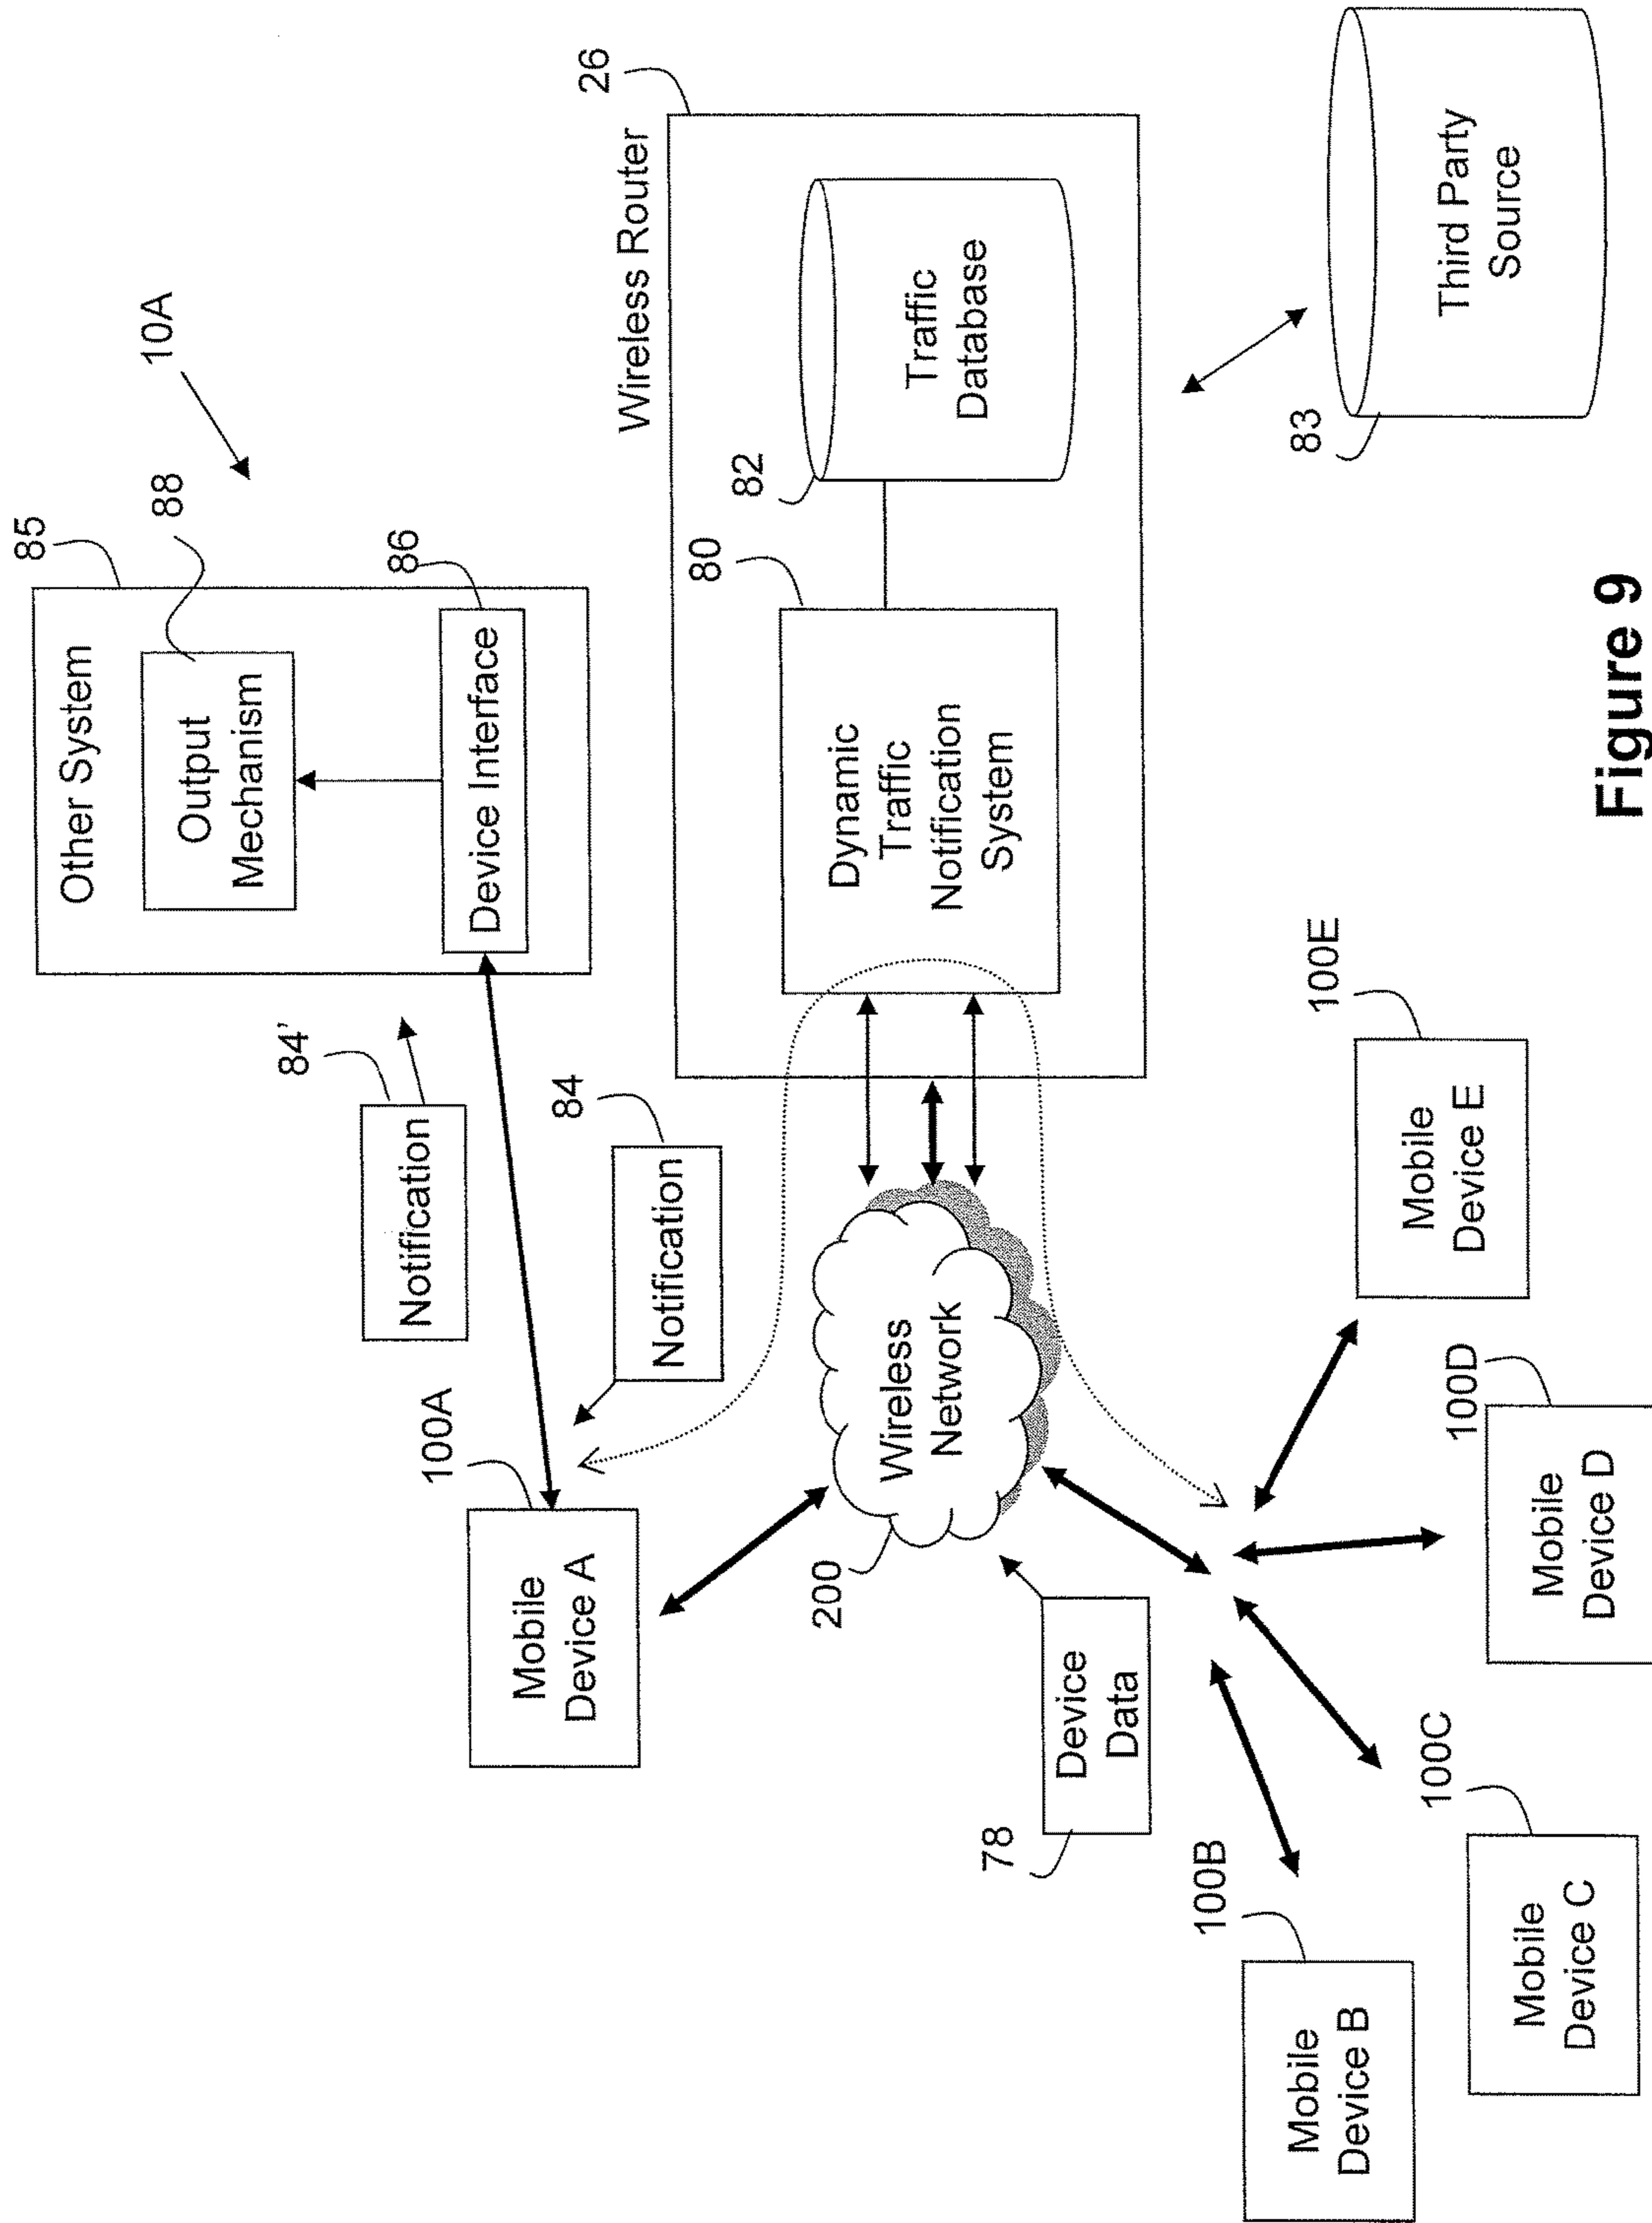 85
Other System
88
Output
Mechanism
86
Device Interface
10A
84'
Notification
84
Notification
100A
Mobile
Device A
Wireless Router
26
80
Dynamic
Traffic
Notification
System
82
Traffic
Database
200
Wireless
Network
83
Third Party
Source
78
Device
Data
100B
Mobile
Device B
100C
Mobile
Device C
100D
Mobile
Device D
100E
Mobile
Device E
Figure 9